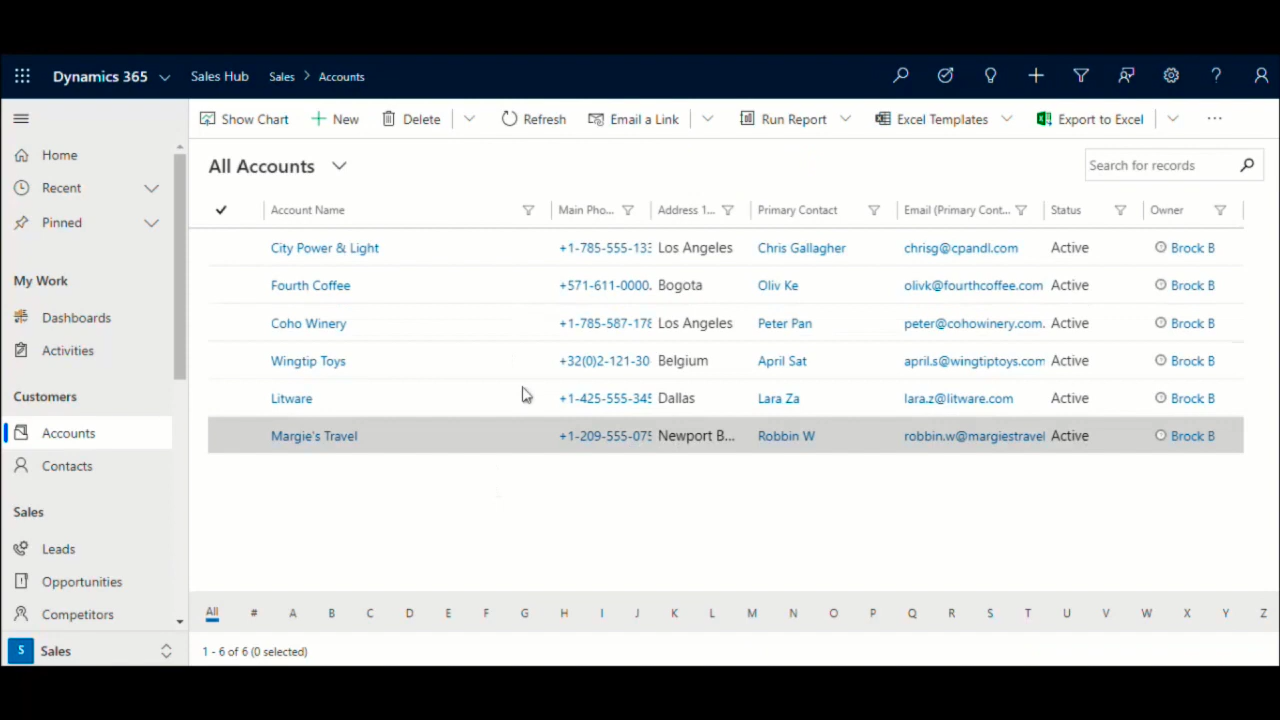 Dynamics 365 Sales Hub Sales > Accounts
Show Chart New Delete Refresh Email a Link Run Report Excel Templates Export to Excel
All Accounts Search for records
Account Name Main Pho... Address 1... Primary Contact Email (Primary Cont... Status Owner
City Power & Light +1-785-555-133 Los Angeles Chris Gallagher chrisg@cpandl.com Active Brock B
Fourth Coffee +571-611-0000. Bogota Oliv Ke olivk@fourthcoffee.com Active Brock B
Coho Winery +1-785-587-178 Los Angeles Peter Pan peter@cohowinery.com. Active Brock B
Wingtip Toys +32(0)2-121-30 Belgium April Sat april.s@wingtiptoys.com Active Brock B
Litware +1-425-555-345 Dallas Lara Za lara.z@litware.com Active Brock B
Margie's Travel +1-209-555-075 Newport B... Robbin W robbin.w@margiestravel Active Brock B
Home
Recent
Pinned
My Work
Dashboards
Activities
Customers
Accounts
Contacts
Sales
Leads
Opportunities
Competitors
S Sales
All # A B C D E F G H I J K L M N O P Q R S T U V W X Y Z
1 - 6 of 6 (0 selected)